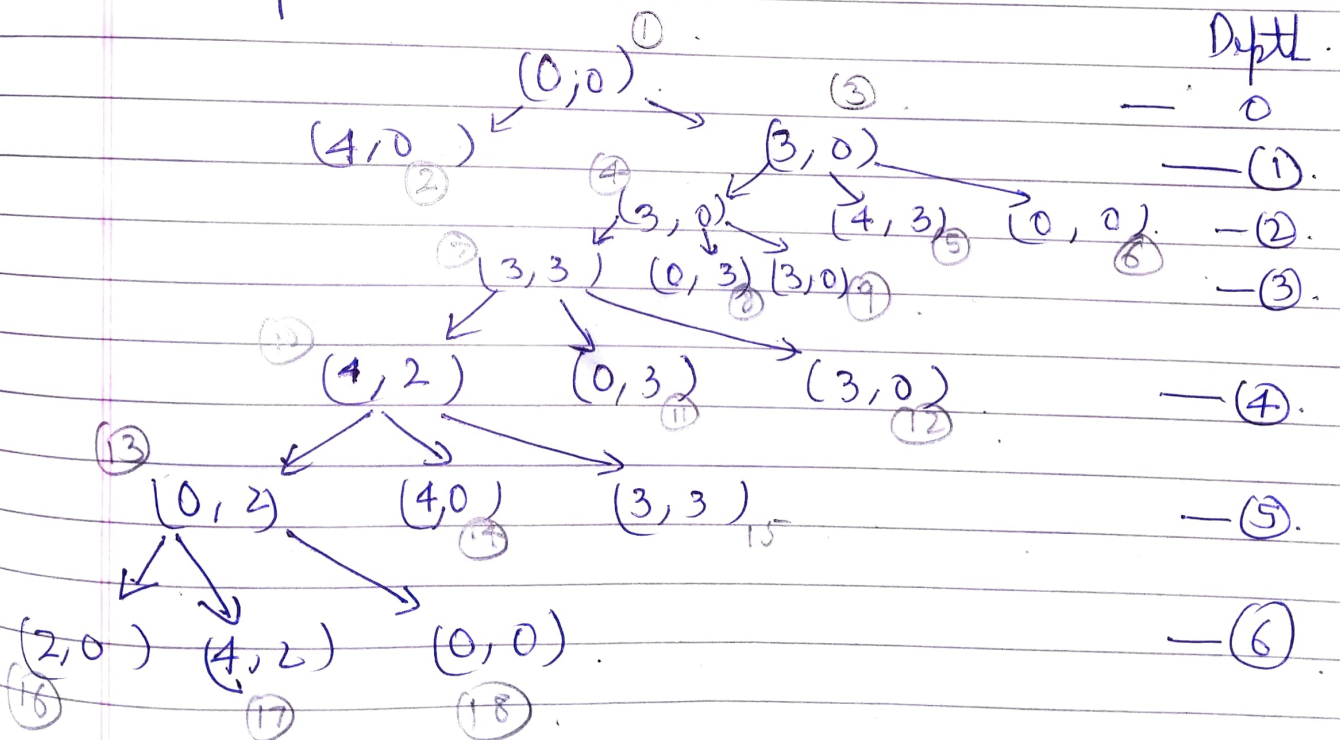 ① Depth.
(0,0) — 0
③
(4,0) ② (3,0) — ①.
④ (3,0) (4,3) ⑤ (0,0) ⑥ — ②.
⑦ (3,3) (0,3) ⑧ (3,0) ⑨ — ③.
⑩ (4,2) (0,3) ⑪ (3,0) ⑫ — ④.
⑬ (0,2) (4,0) ⑭ (3,3) 15 — ⑤.
(2,0) (4,2) (0,0). — ⑥
⑯ ⑰ ⑱